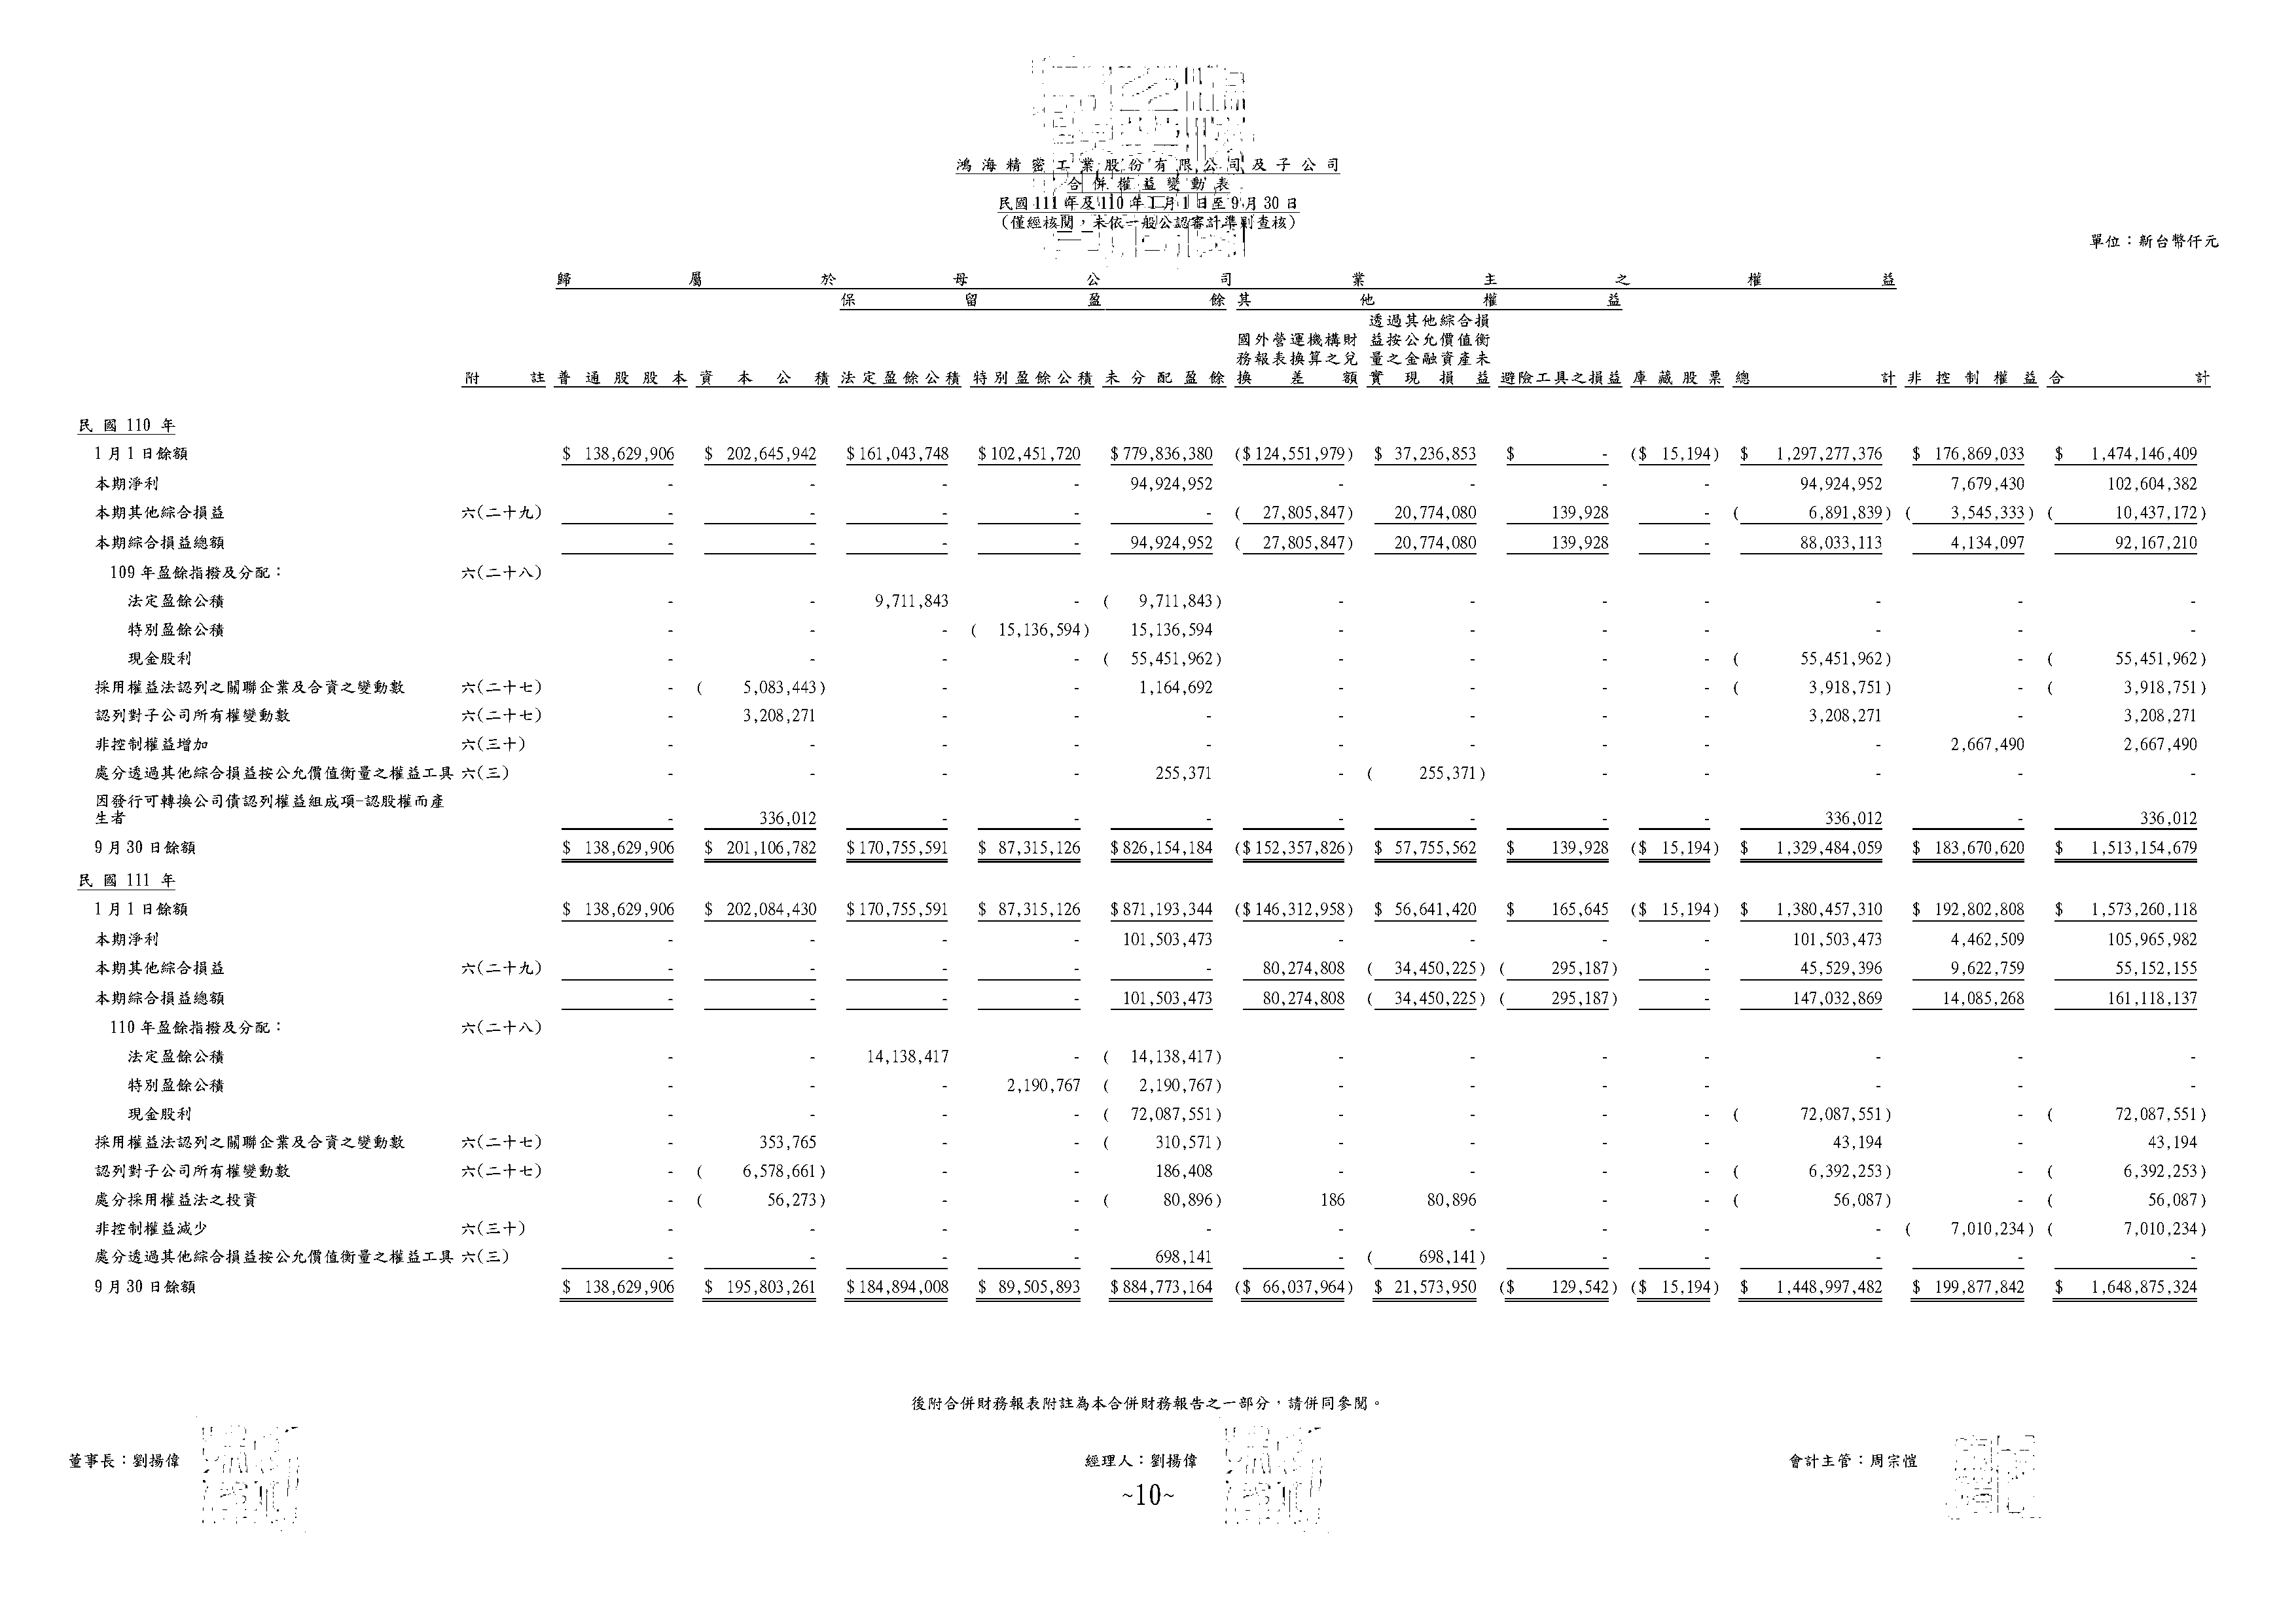 鴻海精密工業股份有限公司及子公司
合併權益變動表
民國111年及110年1月1日至9月30日
(僅經核閱,未依一般公認審計準則查核)
單位:新台幣仟元
歸屬於母公司業主之權益
保留盈餘 其他權益
附註 普通股股本 資本公積 法定盈餘公積 特別盈餘公積 未分配盈餘 國外營運機構財務報表換算之兌換差額 透過其他綜合損益按公允價值衡量之金融資產未實現損益 避險工具之損益 庫藏股票 總計 非控制權益 合計
民國110年
1月1日餘額 $ 138,629,906 $ 202,645,942 $161,043,748 $102,451,720 $779,836,380 ($124,551,979) $ 37,236,853 $ - ($ 15,194) $ 1,297,277,376 $ 176,869,033 $ 1,474,146,409
本期淨利 - - - - 94,924,952 - - - - 94,924,952 7,679,430 102,604,382
本期其他綜合損益 六(二十九) - - - - - ( 27,805,847) 20,774,080 139,928 - ( 6,891,839) ( 3,545,333) ( 10,437,172)
本期綜合損益總額 - - - - 94,924,952 ( 27,805,847) 20,774,080 139,928 - 88,033,113 4,134,097 92,167,210
109年盈餘指撥及分配: 六(二十八)
法定盈餘公積 - - 9,711,843 - ( 9,711,843) - - - - - - -
特別盈餘公積 - - - ( 15,136,594) 15,136,594 - - - - - - -
現金股利 - - - - ( 55,451,962) - - - - ( 55,451,962) - ( 55,451,962)
採用權益法認列之關聯企業及合資之變動數 六(二十七) - ( 5,083,443) - - 1,164,692 - - - - ( 3,918,751) - ( 3,918,751)
認列對子公司所有權變動數 六(二十七) - 3,208,271 - - - - - - - 3,208,271 - 3,208,271
非控制權益增加 六(三十) - - - - - - - - - - 2,667,490 2,667,490
處分透過其他綜合損益按公允價值衡量之權益工具 六(三) - - - - 255,371 - ( 255,371) - - - - -
因發行可轉換公司債認列權益組成項-認股權而產
生者 - 336,012 - - - - - - - 336,012 - 336,012
9月30日餘額 $ 138,629,906 $ 201,106,782 $170,755,591 $ 87,315,126 $826,154,184 ($152,357,826) $ 57,755,562 $ 139,928 ($ 15,194) $ 1,329,484,059 $ 183,670,620 $ 1,513,154,679
民國111年
1月1日餘額 $ 138,629,906 $ 202,084,430 $170,755,591 $ 87,315,126 $871,193,344 ($146,312,958) $ 56,641,420 $ 165,645 ($ 15,194) $ 1,380,457,310 $ 192,802,808 $ 1,573,260,118
本期淨利 - - - - 101,503,473 - - - - 101,503,473 4,462,509 105,965,982
本期其他綜合損益 六(二十九) - - - - - 80,274,808 ( 34,450,225) ( 295,187) - 45,529,396 9,622,759 55,152,155
本期綜合損益總額 - - - - 101,503,473 80,274,808 ( 34,450,225) ( 295,187) - 147,032,869 14,085,268 161,118,137
110年盈餘指撥及分配: 六(二十八)
法定盈餘公積 - - 14,138,417 - ( 14,138,417) - - - - - - -
特別盈餘公積 - - - 2,190,767 ( 2,190,767) - - - - - - -
現金股利 - - - - ( 72,087,551) - - - - ( 72,087,551) - ( 72,087,551)
採用權益法認列之關聯企業及合資之變動數 六(二十七) - 353,765 - - ( 310,571) - - - - 43,194 - 43,194
認列對子公司所有權變動數 六(二十七) - ( 6,578,661) - - 186,408 - - - - ( 6,392,253) - ( 6,392,253)
處分採用權益法之投資 - ( 56,273) - - ( 80,896) 186 80,896 - - ( 56,087) - ( 56,087)
非控制權益減少 六(三十) - - - - - - - - - - ( 7,010,234) ( 7,010,234)
處分透過其他綜合損益按公允價值衡量之權益工具 六(三) - - - - 698,141 - ( 698,141) - - - - -
9月30日餘額 $ 138,629,906 $ 195,803,261 $184,894,008 $ 89,505,893 $884,773,164 ($ 66,037,964) $ 21,573,950 ($ 129,542) ($ 15,194) $ 1,448,997,482 $ 199,877,842 $ 1,648,875,324
後附合併財務報表附註為本合併財務報告之一部分,請併同參閱。
董事長:劉揚偉 經理人:劉揚偉 會計主管:周宗愷
~10~